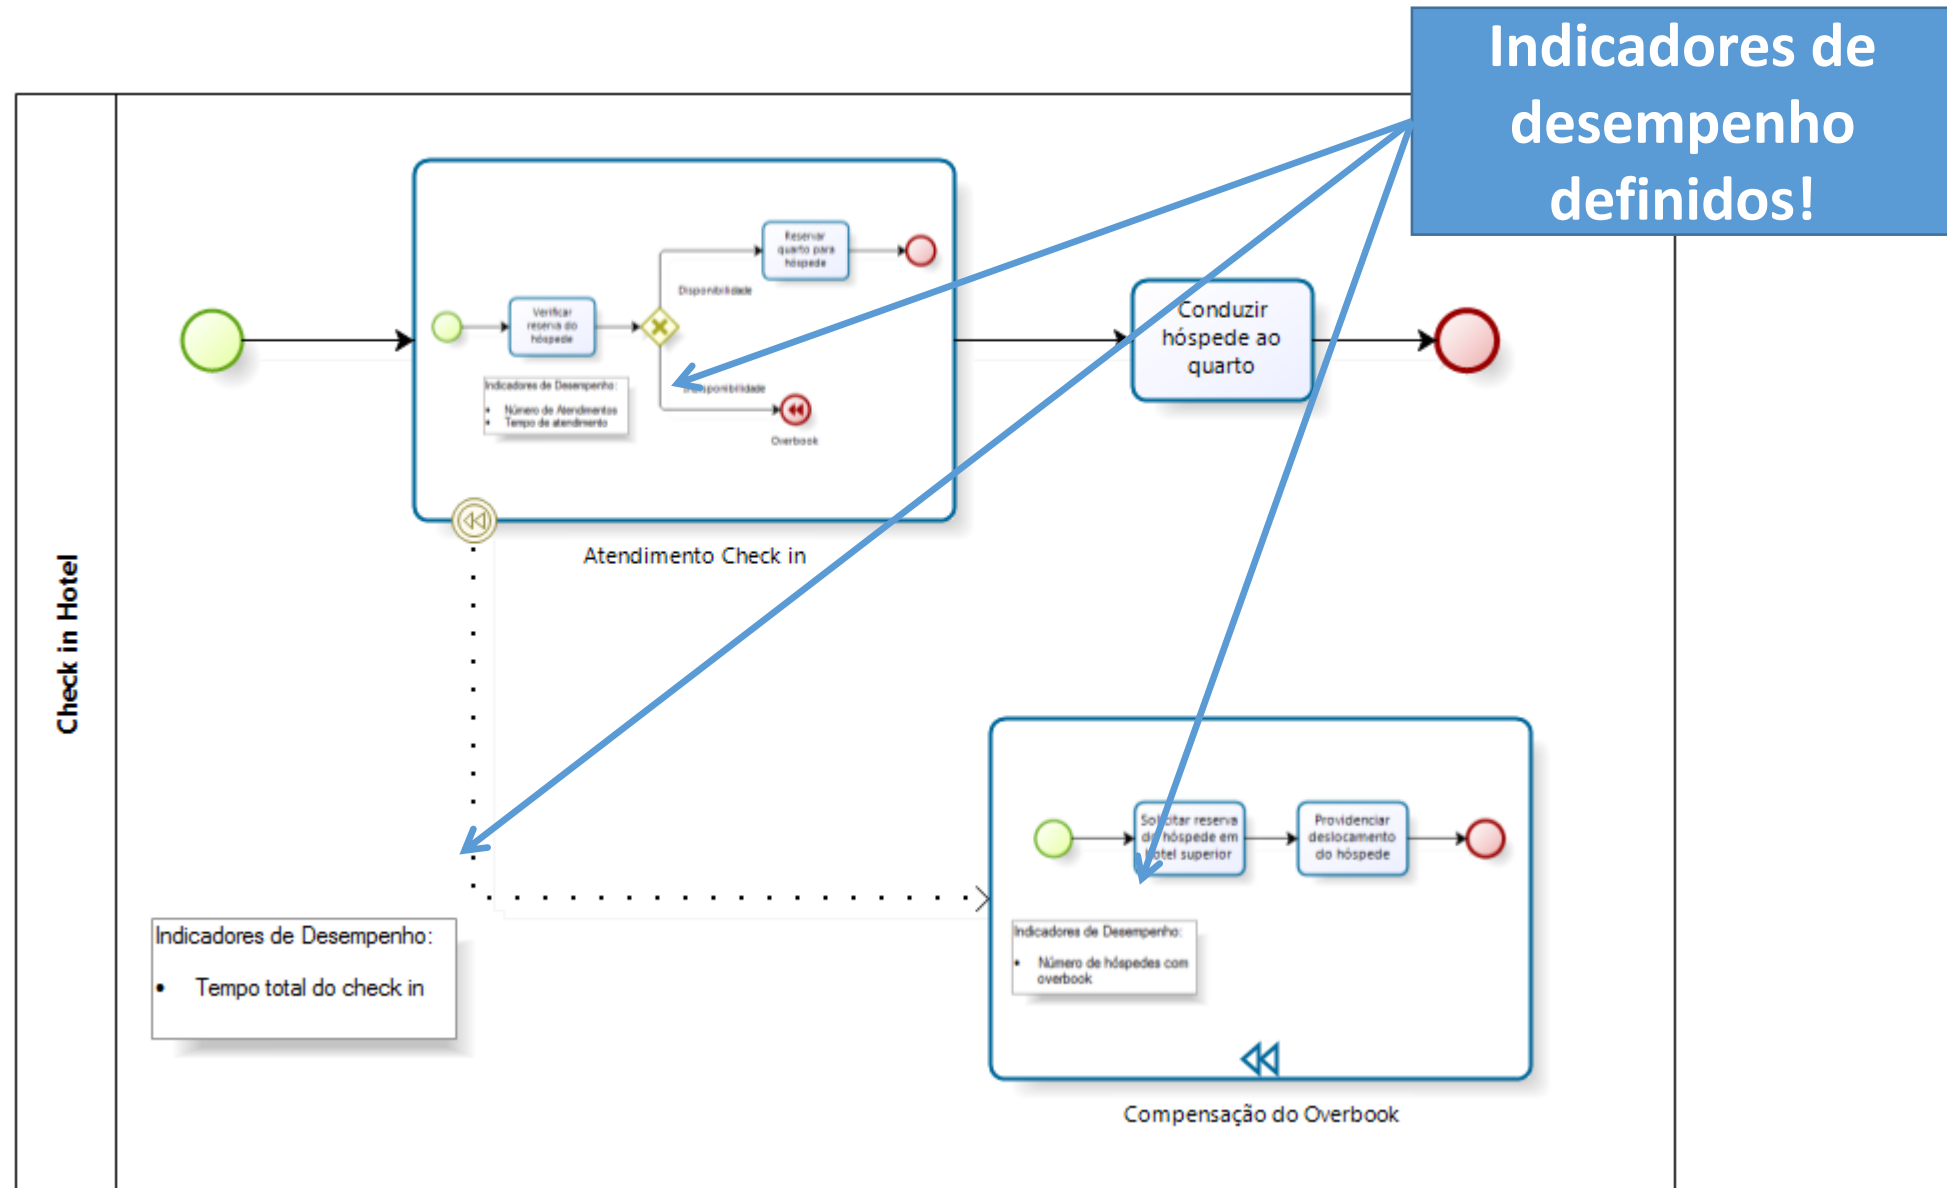 Indicadores de
desempenho
definidos!
Check in Hotel
Reservar
quarto para
hóspede
Disponibilidade
Verificar
reserva do
hóspede
Indicadores de Desempenho:
• Número de Atendimentos
• Tempo de atendimento
sponibilidade
Overbook
Atendimento Check in
Conduzir
hóspede ao
quarto
Solicitar reserva
do hóspede em
hotel superior
Providenciar
deslocamento
do hóspede
Indicadores de Desempenho:
• Tempo total do check in
Indicadores de Desempenho:
• Número de hóspedes com
overbook
Compensação do Overbook